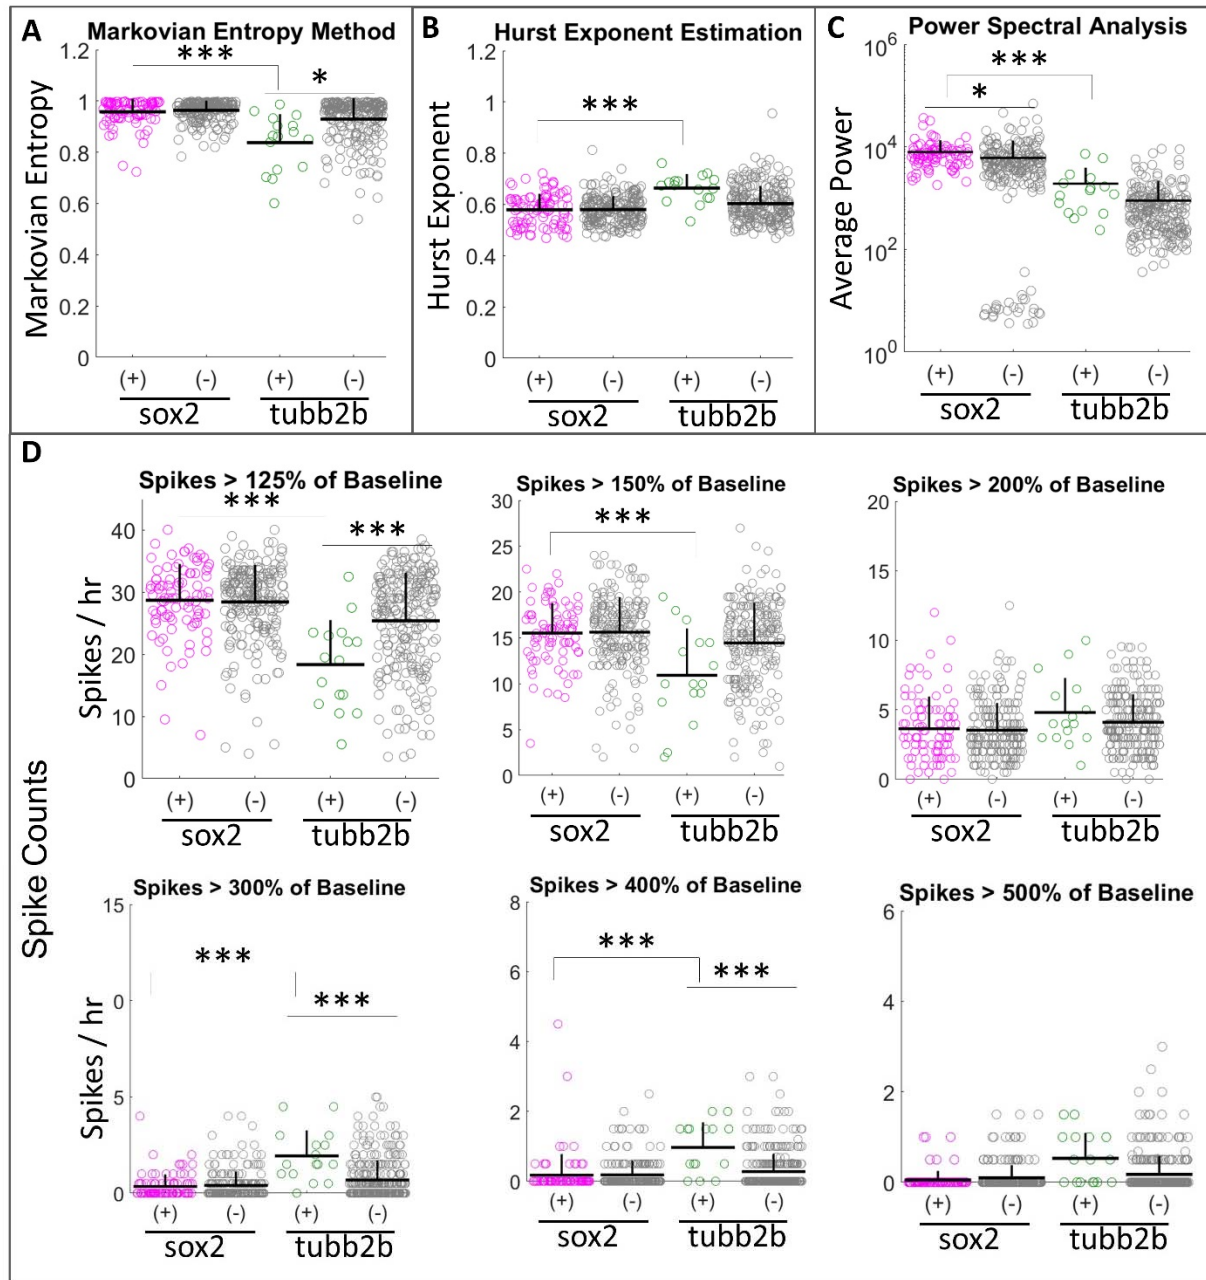 A
Markovian Entropy Method
***
*
1.2
1
0.8
0.6
0.4
0.2
0
Markovian Entropy
(+) (-) (+) (-)
sox2 tubb2b
B
Hurst Exponent Estimation
***
1.2
1
0.8
0.6
0.4
0.2
0
Hurst Exponent
(+) (-) (+) (-)
sox2 tubb2b
C
Power Spectral Analysis
***
*
10^6
10^4
10^2
10^0
Average Power
(+) (-) (+) (-)
sox2 tubb2b
D
Spike Counts
Spikes > 125% of Baseline
*** ***
40
30
20
10
0
Spikes / hr
(+) (-) (+) (-)
sox2 tubb2b
Spikes > 150% of Baseline
***
30
25
20
15
10
5
0
(+) (-) (+) (-)
sox2 tubb2b
Spikes > 200% of Baseline
20
15
10
5
0
(+) (-) (+) (-)
sox2 tubb2b
Spikes > 300% of Baseline
***
***
15
0
5
0
Spikes / hr
(+) (-) (+) (-)
sox2 tubb2b
Spikes > 400% of Baseline
***
***
8
6
4
2
0
(+) (-) (+) (-)
sox2 tubb2b
Spikes > 500% of Baseline
6
4
2
0
(+) (-) (+) (-)
sox2 tubb2b